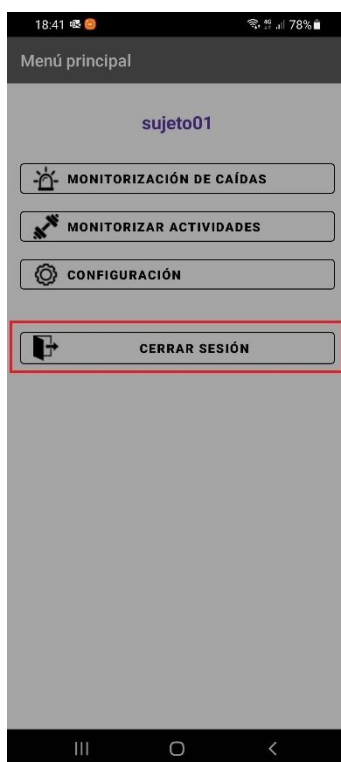 18:41 78%
Menú principal
sujeto01
MONITORIZACIÓN DE CAÍDAS
MONITORIZAR ACTIVIDADES
CONFIGURACIÓN
CERRAR SESIÓN